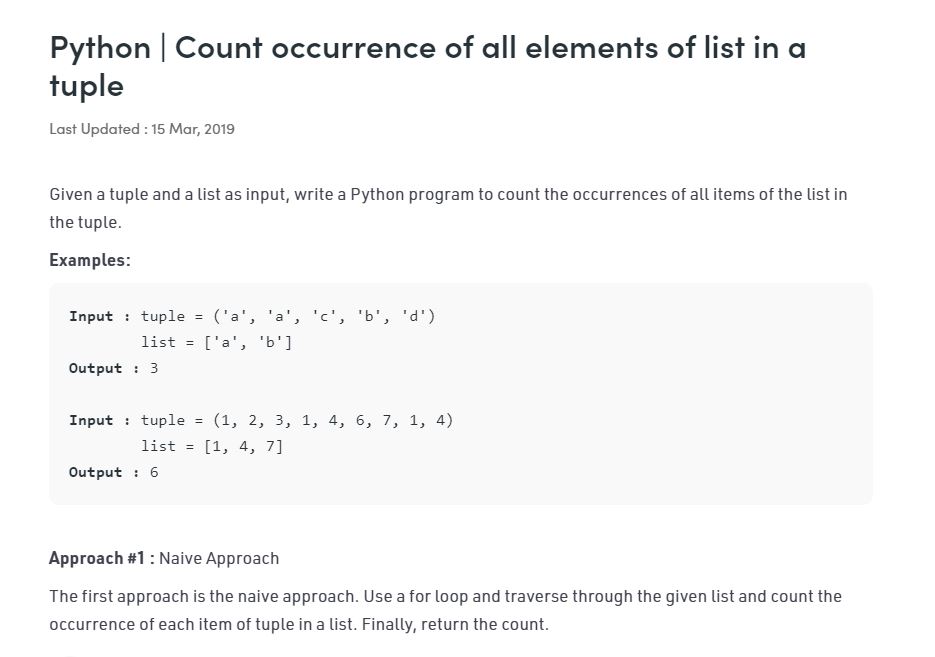 Python | Count occurrence of all elements of list in a
tuple
Last Updated : 15 Mar, 2019
Given a tuple and a list as input, write a Python program to count the occurrences of all items of the list in
the tuple.
Examples:
Input : tuple = ('a', 'a', 'c', 'b', 'd')
        list = ['a', 'b']
Output : 3
Input : tuple = (1, 2, 3, 1, 4, 6, 7, 1, 4)
        list = [1, 4, 7]
Output : 6
Approach #1 : Naive Approach
The first approach is the naive approach. Use a for loop and traverse through the given list and count the
occurrence of each item of tuple in a list. Finally, return the count.